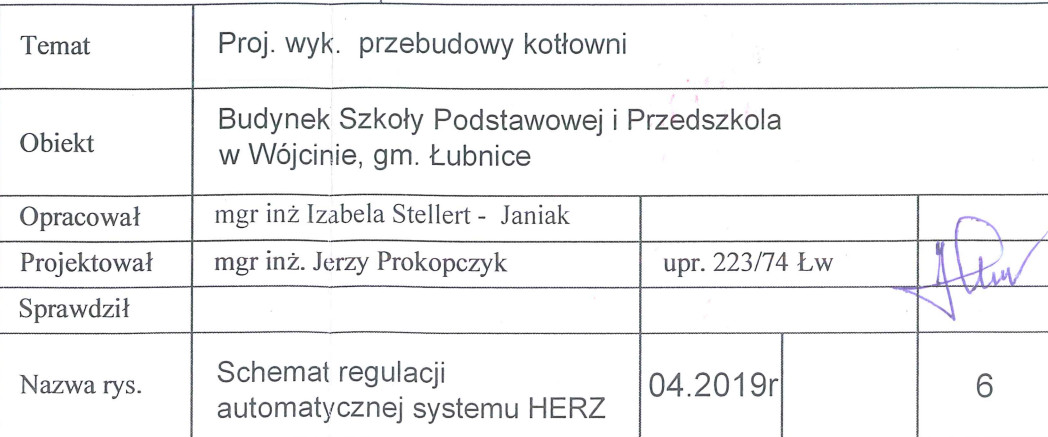 Temat Proj. wyk. przebudowy kotłowni
Obiekt Budynek Szkoły Podstawowej i Przedszkola
w Wójcinie, gm. Łubnice
Opracował mgr inż Izabela Stellert - Janiak
Projektował mgr inż. Jerzy Prokopczyk upr. 223/74 Łw
Sprawdził
Nazwa rys. Schemat regulacji
automatycznej systemu HERZ 04.2019r 6